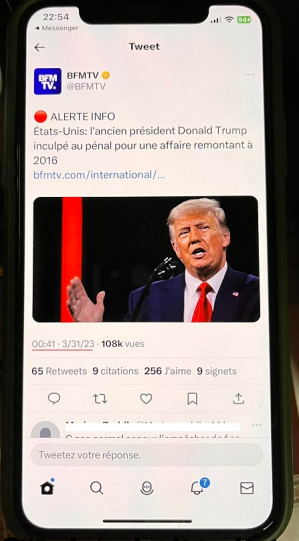 22:54
94+
◂ Messenger
Tweet
BFM
TV.
BFMTV
@BFMTV
ALERTE INFO
États-Unis: l'ancien président Donald Trump
inculpé au pénal pour une affaire remontant à
2016
bfmtv.com/international/...
00:41 · 3/31/23 · 108k vues
65 Retweets 9 citations 256 J'aime 9 signets
Tweetez votre réponse.
7